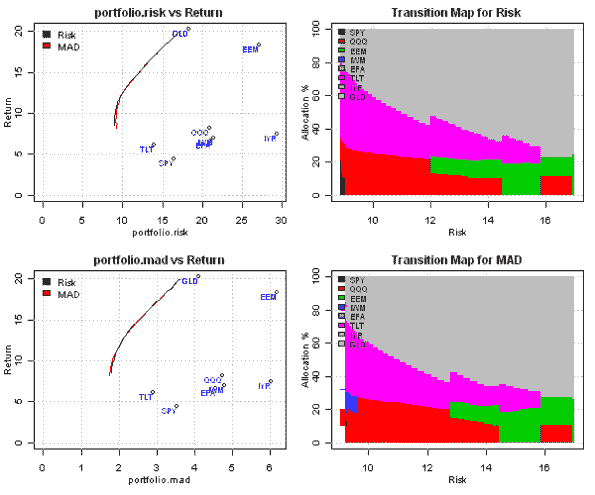 portfolio.risk vs Return
Risk
MAD
GLD
EEM
QQQ
IWM
EFA
IYR
TLT
SPY
Return
0 5 10 15 20
0 5 10 15 20 25 30
portfolio.risk
Transition Map for Risk
SPY
QQQ
EEM
IWM
EFA
TLT
IYR
GLD
Allocation %
0 20 40 60 80 100
10 12 14 16
Risk
portfolio.mad vs Return
Risk
MAD
GLD
EEM
QQQ
IWM
EFA
IYR
TLT
SPY
Return
0 5 10 15 20
0 1 2 3 4 5 6
portfolio.mad
Transition Map for MAD
SPY
QQQ
EEM
IWM
EFA
TLT
IYR
GLD
Allocation %
0 20 40 60 80 100
10 12 14 16
Risk